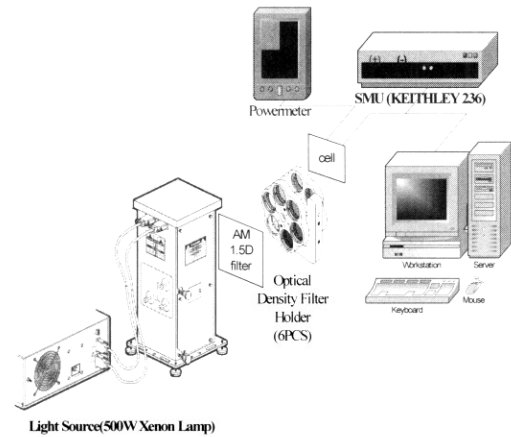 (+) (-)
Powermeter
SMU (KEITHLEY 236)
cell
AM
1.5D
filter
Optical
Density Filter
Holder
(6PCS)
Workstation
Server
Keyboard
Mouse
Light Source(500W Xenon Lamp)